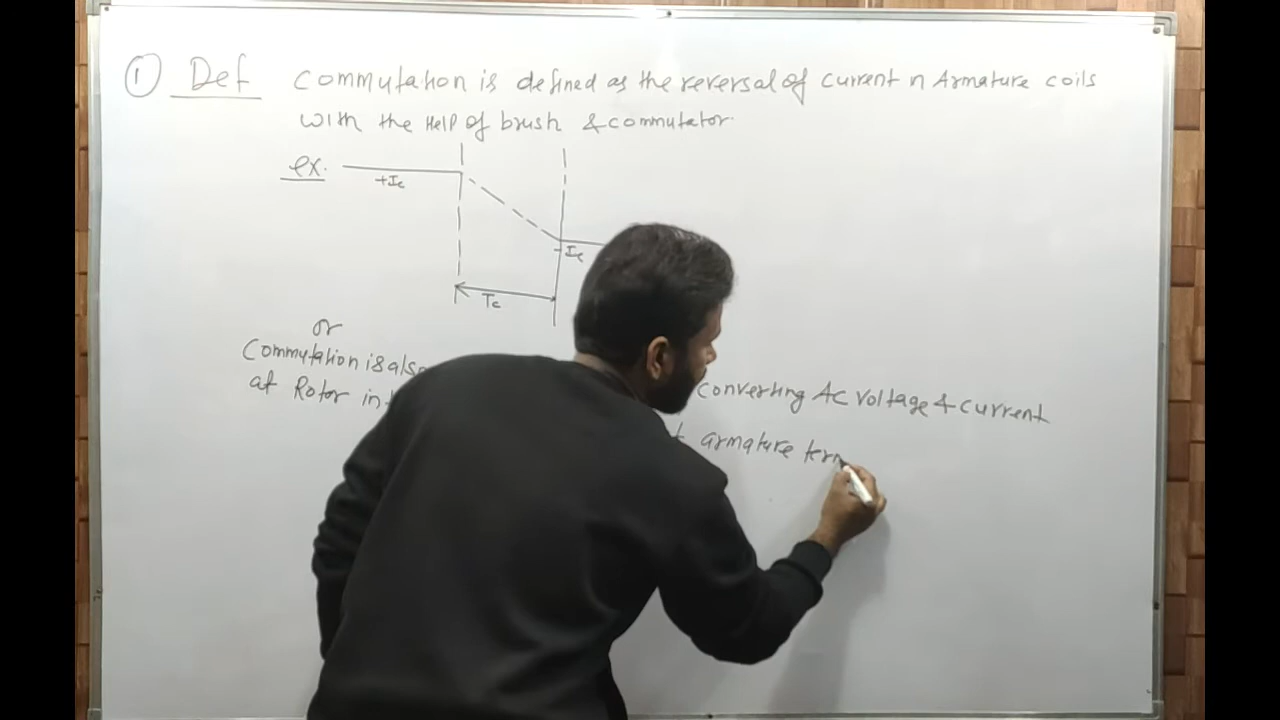 ① Def Commutation is defined as the reversal of current n Armature coils
with the Help of brush & commutator.
ex.
+Ic
-Ic
Tc
or
Commutation is also converting AC voltage & current
at Rotor in armature